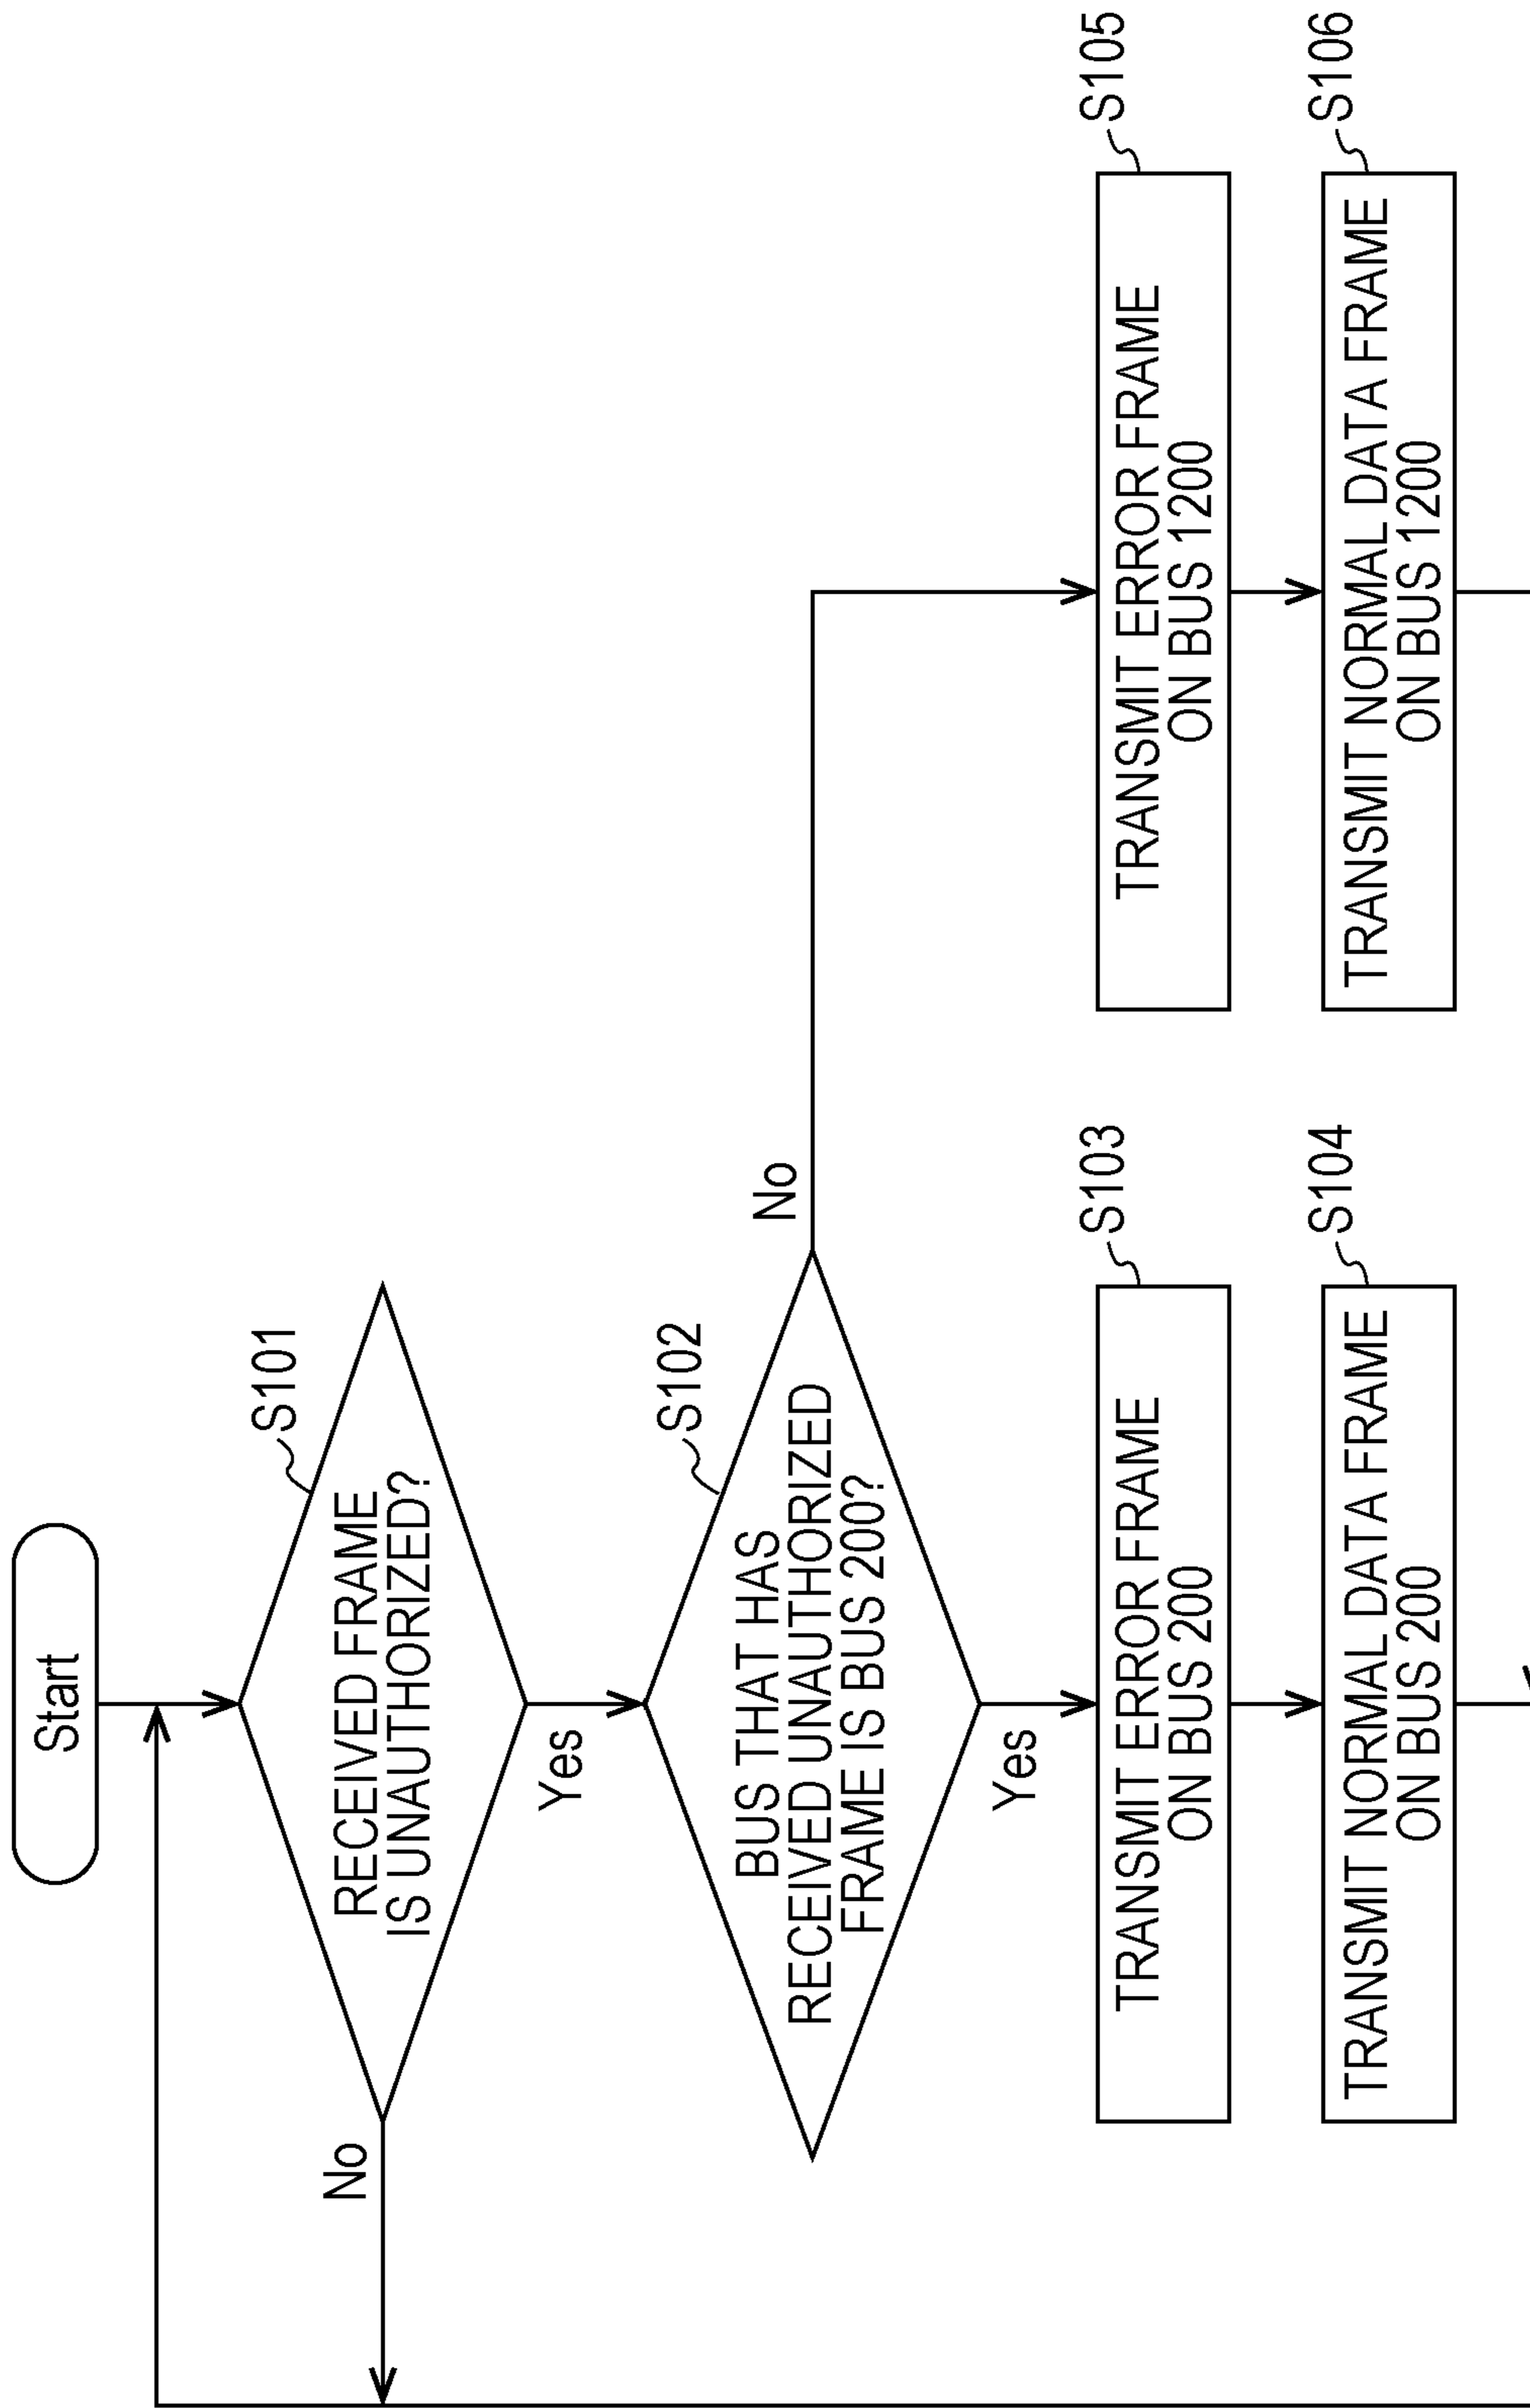 Start
S101
RECEIVED FRAME
IS UNAUTHORIZED?
No
Yes
S102
BUS THAT HAS
RECEIVED UNAUTHORIZED
FRAME IS BUS 200?
No
Yes
S103
TRANSMIT ERROR FRAME
ON BUS 200
S105
TRANSMIT ERROR FRAME
ON BUS 1200
S104
TRANSMIT NORMAL DATA FRAME
ON BUS 200
S106
TRANSMIT NORMAL DATA FRAME
ON BUS 1200